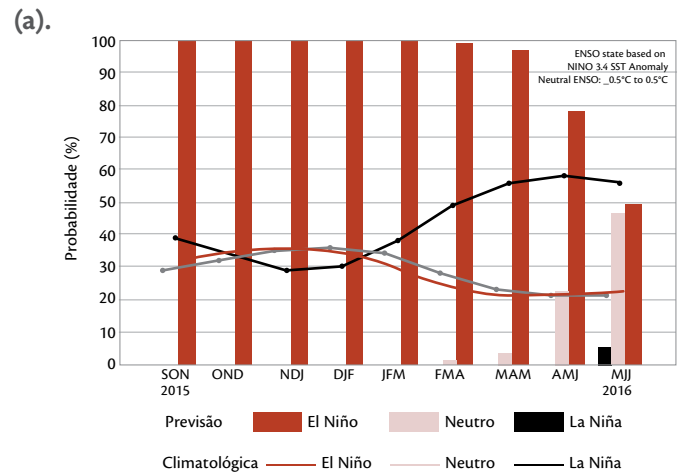 (a).
100
90
80
70
60
50
40
30
20
10
0
Probabilidade (%)
ENSO state based on
NINO 3.4 SST Anomaly
Neutral ENSO: _0.5°C to 0.5°C
SON OND NDJ DJF JFM FMA MAM AMJ MJJ
2015 2016
Previsão El Niño Neutro La Niña
Climatológica El Niño Neutro La Niña